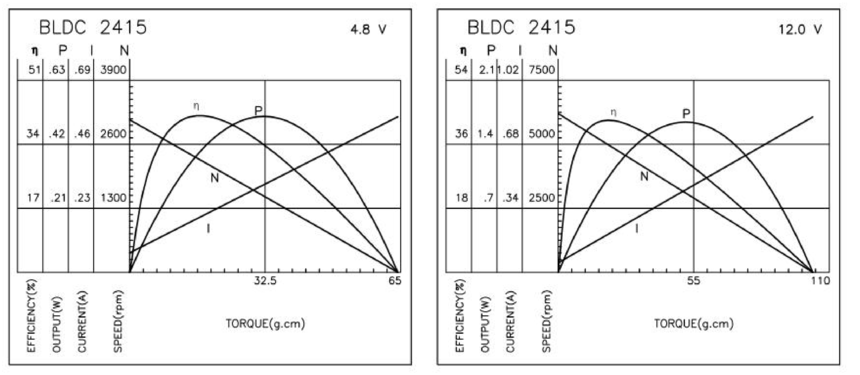 BLDC 2415 4.8 V
η P I N
51 .63 .69 3900
34 .42 .46 2600
17 .21 .23 1300
η
P
N
I
32.5 65
EFFICIENCY(%)
OUTPUT(W)
CURRENT(A)
SPEED(rpm)
TORQUE(g.cm)
BLDC 2415 12.0 V
η P I N
54 2.1 1.02 7500
36 1.4 .68 5000
18 .7 .34 2500
η
P
N
I
55 110
EFFICIENCY(%)
OUTPUT(W)
CURRENT(A)
SPEED(rpm)
TORQUE(g.cm)